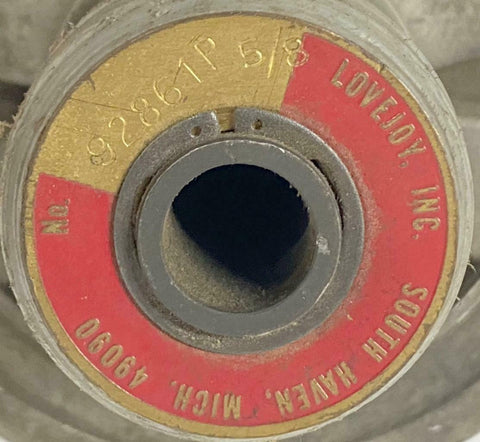 No. 92861P 5/8
LOVEJOY, INC. SOUTH HAVEN, MICH. 49090